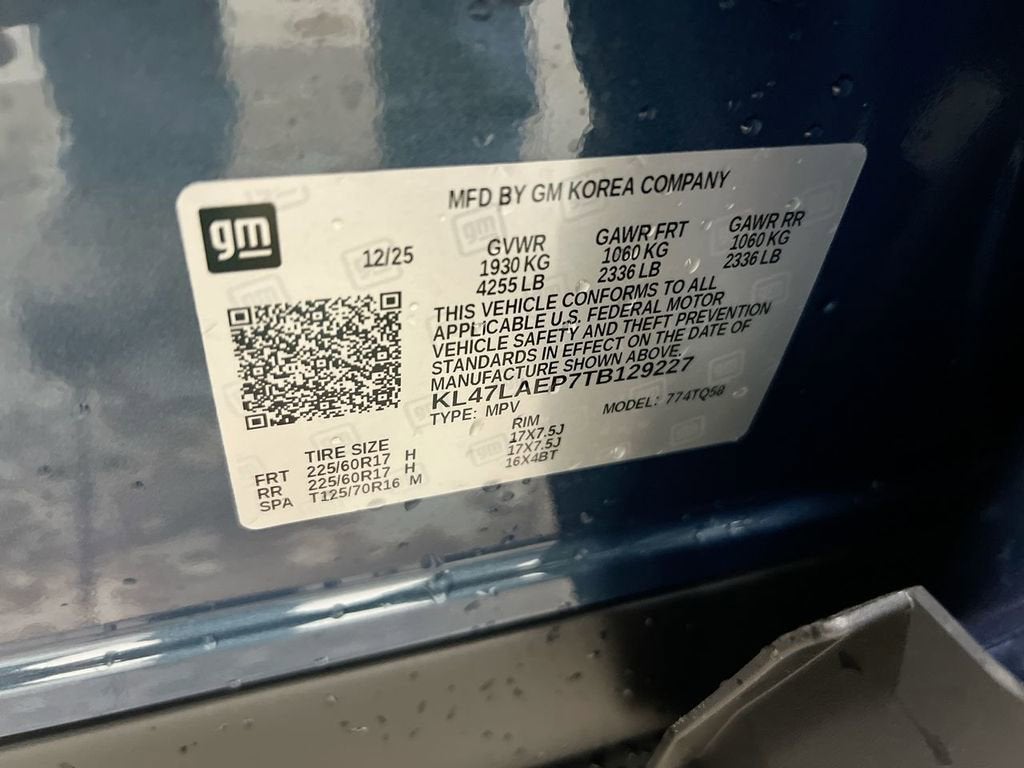 MFD BY GM KOREA COMPANY
gm
12/25
GVWR GAWR FRT GAWR RR
1930 KG 1060 KG 1060 KG
4255 LB 2336 LB 2336 LB
THIS VEHICLE CONFORMS TO ALL
APPLICABLE U.S. FEDERAL MOTOR
VEHICLE SAFETY AND THEFT PREVENTION
STANDARDS IN EFFECT ON THE DATE OF
MANUFACTURE SHOWN ABOVE.
KL47LAEP7TB129227
TYPE: MPV MODEL: 774TQ58
TIRE SIZE RIM
FRT 225/60R17 H 17X7.5J
RR 225/60R17 H 17X7.5J
SPA T125/70R16 M 16X4BT